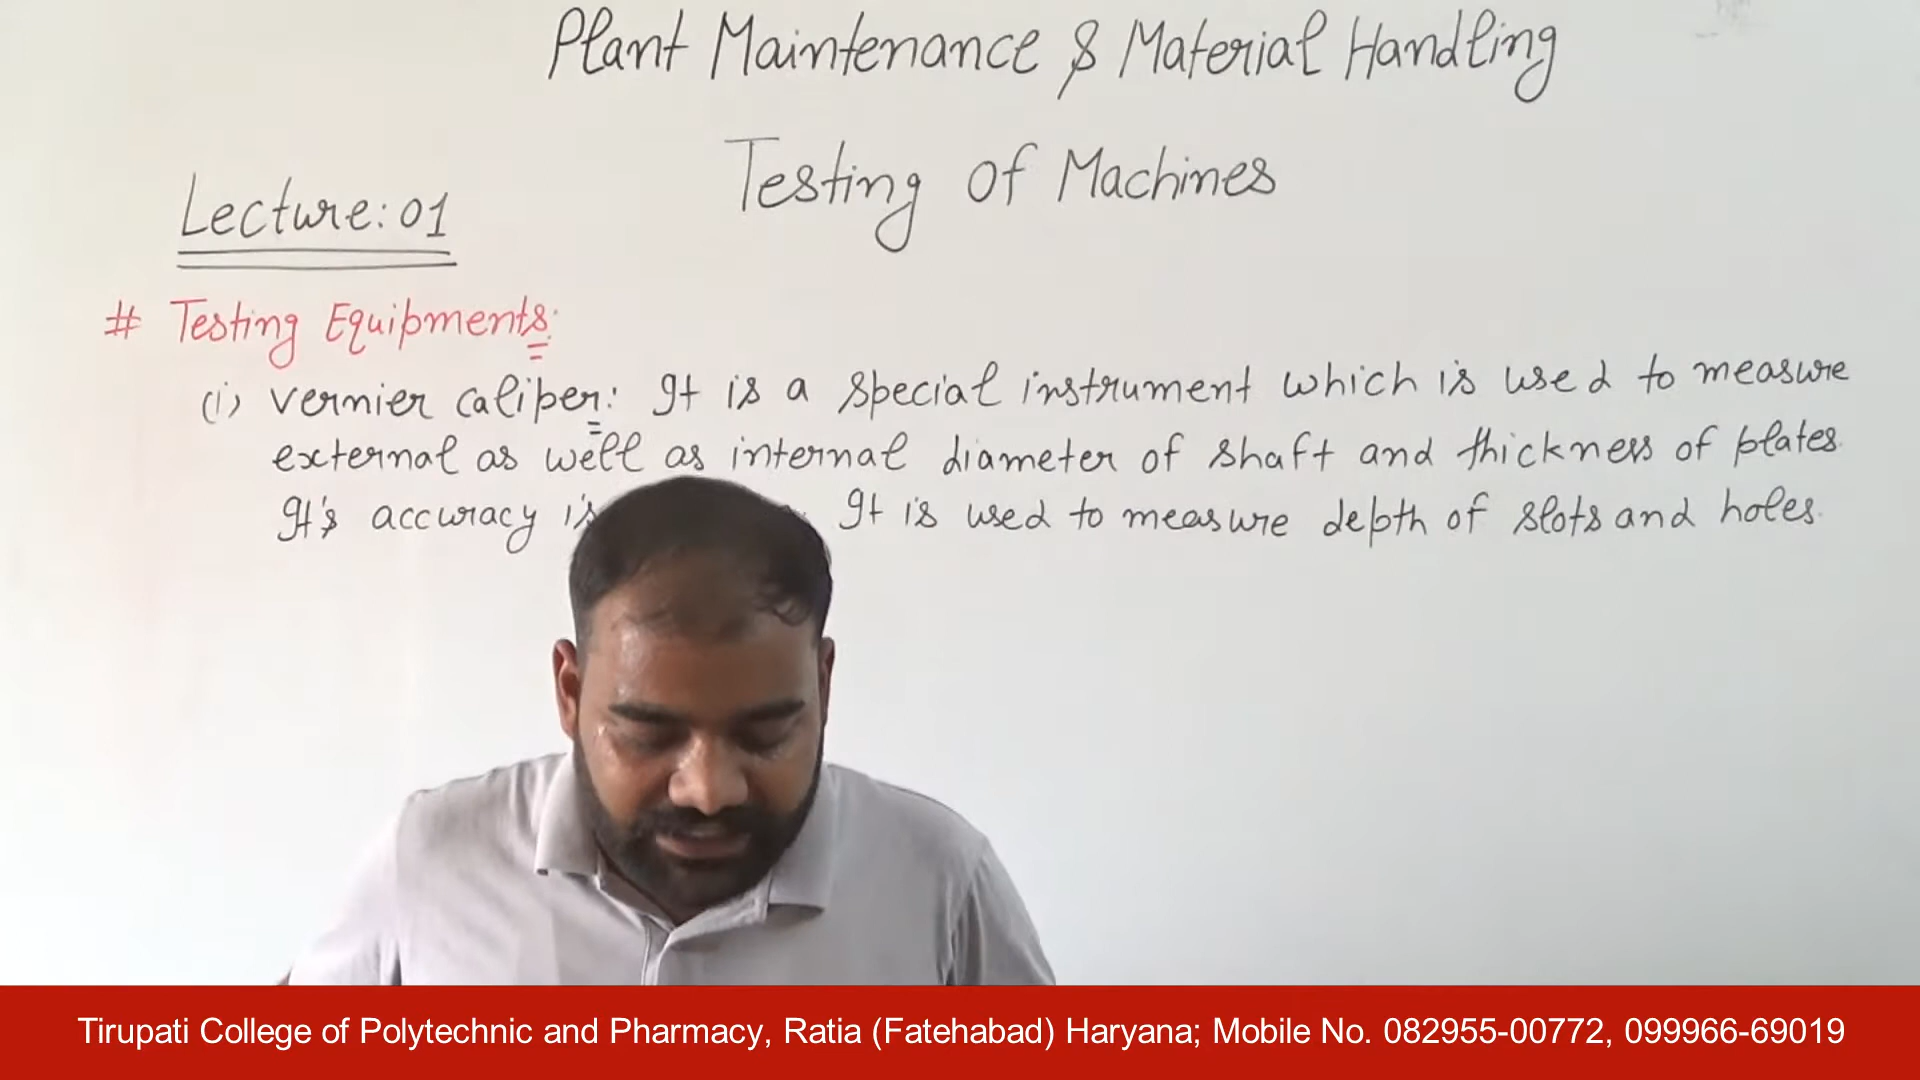 Plant Maintenance & Material Handling
Testing of Machines
Lecture: 01
# Testing Equipments:
(i) vernier caliper: It is a special instrument which is used to measure
external as well as internal diameter of shaft and thickness of plates.
It's accuracy is It is used to measure depth of slots and holes.
Tirupati College of Polytechnic and Pharmacy, Ratia (Fatehabad) Haryana; Mobile No. 082955-00772, 099966-69019